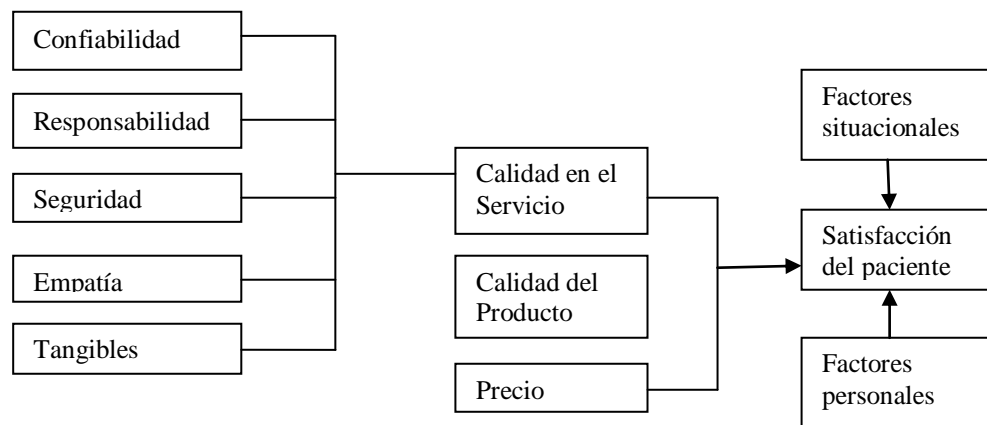 Confiabilidad
Responsabilidad
Seguridad
Empatía
Tangibles
Calidad en el
Servicio
Calidad del
Producto
Precio
Factores
situacionales
Satisfacción
del paciente
Factores
personales